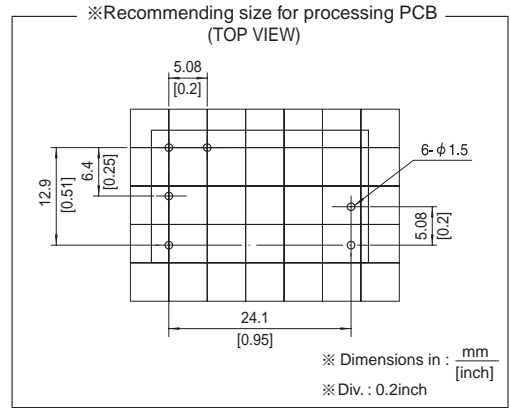 ※Recommending size for processing PCB
(TOP VIEW)
5.08
[0.2]
6-ϕ1.5
12.9
[0.51]
6.4
[0.25]
5.08
[0.2]
24.1
[0.95]
※ Dimensions in : mm
[inch]
※Div. : 0.2inch